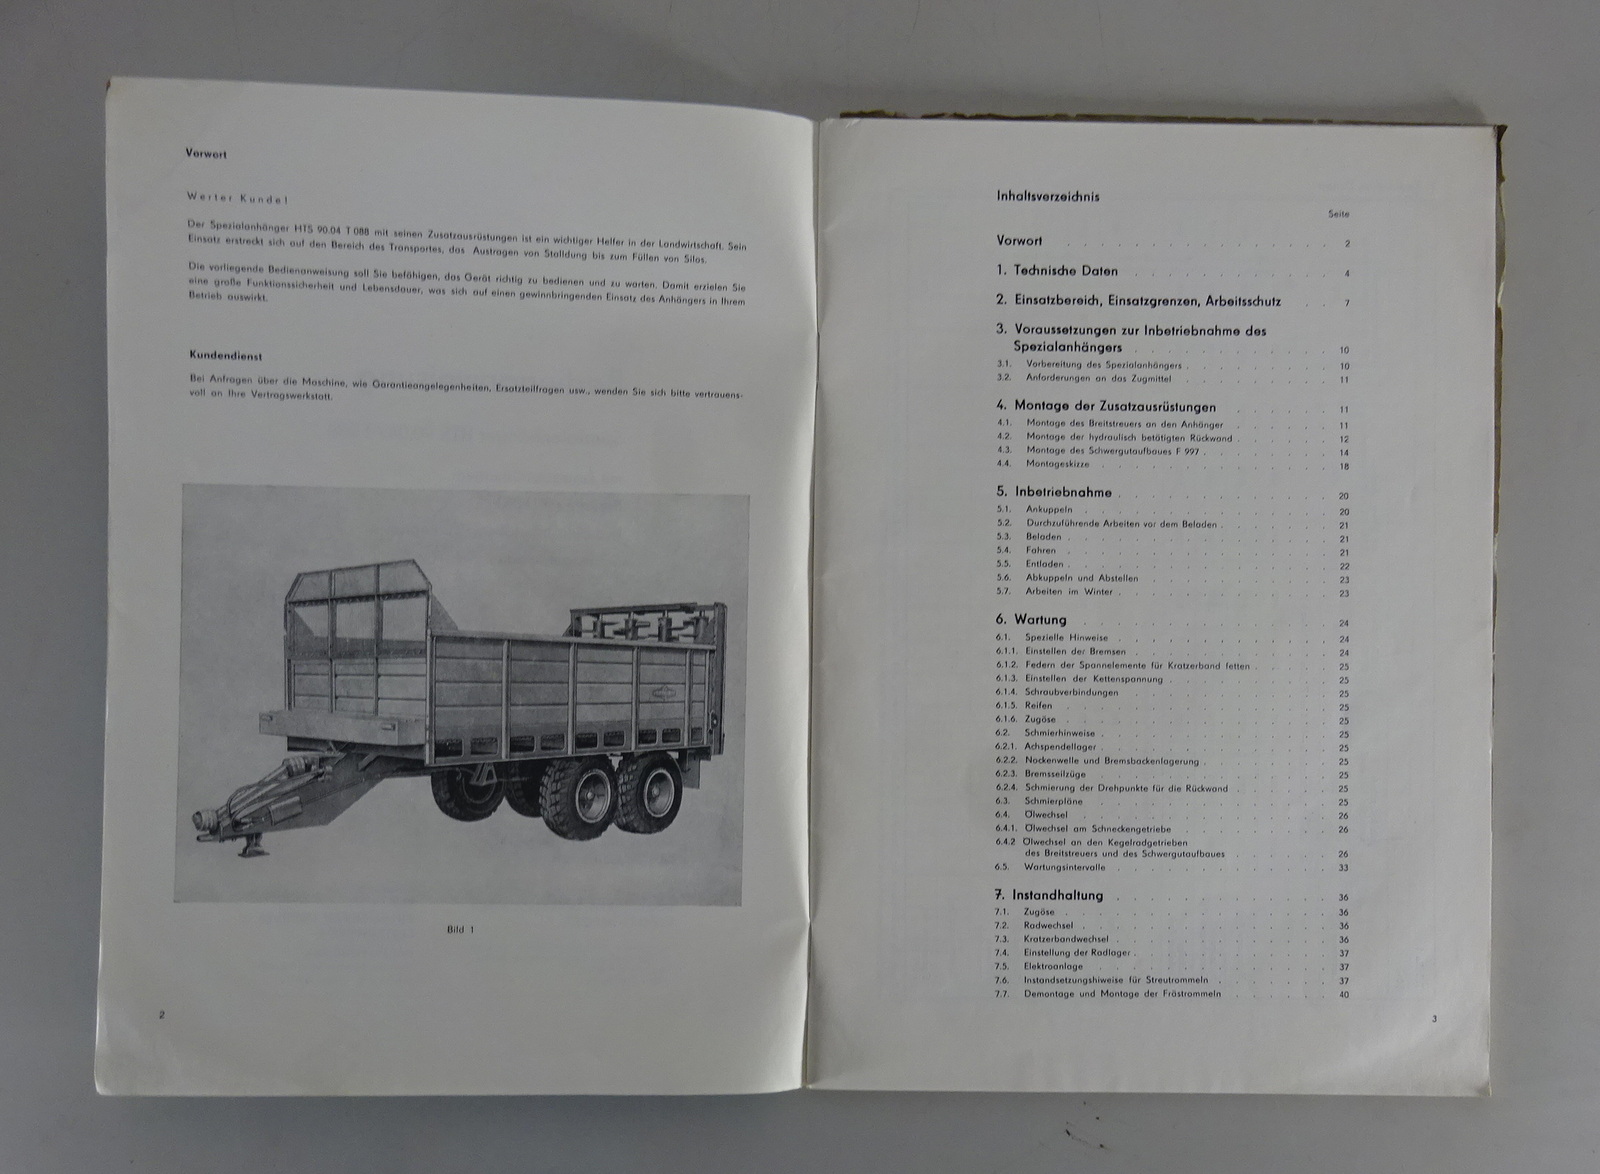 Vorwort
Werter Kunde!
Der Spezialanhänger HTS 90.04 T 088 mit seinen Zusatzausrüstungen ist ein wichtiger Helfer in der Landwirtschaft. Sein
Einsatz erstreckt sich auf den Bereich des Transportes, das Austragen von Stalldung bis zum Füllen von Silos.
Die vorliegende Bedienanweisung soll Sie befähigen, das Gerät richtig zu bedienen und zu warten. Damit erzielen Sie
eine große Funktionssicherheit und Lebensdauer, was sich auf einen gewinnbringenden Einsatz des Anhängers in Ihrem
Betrieb auswirkt.
Kundendienst
Bei Anfragen über die Maschine, wie Garantieangelegenheiten, Ersatzteilfragen usw., wenden Sie sich bitte vertrauens-
voll an Ihre Vertragswerkstatt.
Bild 1
2
Inhaltsverzeichnis
Seite
Vorwort . . . . . . . . . . . . . . . . 2
1. Technische Daten . . . . . . . . . . . . 4
2. Einsatzbereich, Einsatzgrenzen, Arbeitsschutz . . 7
3. Voraussetzungen zur Inbetriebnahme des
Spezialanhängers . . . . . . . . . . . . 10
3.1. Vorbereitung des Spezialanhängers . . . . . . . . 10
3.2. Anforderungen an das Zugmittel . . . . . . . . 11
4. Montage der Zusatzausrüstungen . . . . . . 11
4.1. Montage des Breitstreuers an den Anhänger . . . . . . 11
4.2. Montage der hydraulisch betätigten Rückwand . . . . . . 12
4.3. Montage des Schwergutaufbaues F 997 . . . . . . . 14
4.4. Montageskizze . . . . . . . . . . . 18
5. Inbetriebnahme . . . . . . . . . . . . 20
5.1. Ankuppeln . . . . . . . . . . . . 20
5.2. Durchzuführende Arbeiten vor dem Beladen . . . . . . 21
5.3. Beladen . . . . . . . . . . . . 21
5.4. Fahren . . . . . . . . . . . . 21
5.5. Entladen . . . . . . . . . . . . 22
5.6. Abkuppeln und Abstellen . . . . . . . . . 23
5.7. Arbeiten im Winter . . . . . . . . . . 23
6. Wartung . . . . . . . . . . . . . . 24
6.1. Spezielle Hinweise . . . . . . . . . . 24
6.1.1. Einstellen der Bremsen . . . . . . . . . . 24
6.1.2. Federn der Spannelemente für Kratzerband fetten . . . . . 25
6.1.3. Einstellen der Kettenspannung . . . . . . . . 25
6.1.4. Schraubverbindungen . . . . . . . . . . 25
6.1.5. Reifen . . . . . . . . . . . . 25
6.1.6. Zugöse . . . . . . . . . . . . 25
6.2. Schmierhinweise . . . . . . . . . . . 25
6.2.1. Achspendellager . . . . . . . . . . . 25
6.2.2. Nockenwelle und Bremsbackenlagerung . . . . . . . 25
6.2.3. Bremsseilzüge . . . . . . . . . . . 25
6.2.4. Schmierung der Drehpunkte für die Rückwand . . . . . . 25
6.3. Schmierpläne . . . . . . . . . . . 25
6.4. Ölwechsel . . . . . . . . . . . . 26
6.4.1. Ölwechsel am Schneckengetriebe . . . . . . . . 26
6.4.2 Ölwechsel an den Kegelradgetrieben
des Breitstreuers und des Schwergutaufbaues . . . . . . 26
6.5. Wartungsintervalle . . . . . . . . . . 33
7. Instandhaltung . . . . . . . . . . . . 36
7.1. Zugöse . . . . . . . . . . . . 36
7.2. Radwechsel . . . . . . . . . . . . 36
7.3. Kratzerbandwechsel . . . . . . . . . . 36
7.4. Einstellung der Radlager . . . . . . . . . 37
7.5. Elektroanlage . . . . . . . . . . . 37
7.6. Instandsetzungshiweise für Streutrommeln . . . . . . 37
7.7. Demontage und Montage der Frästrommeln . . . . . . 40
3